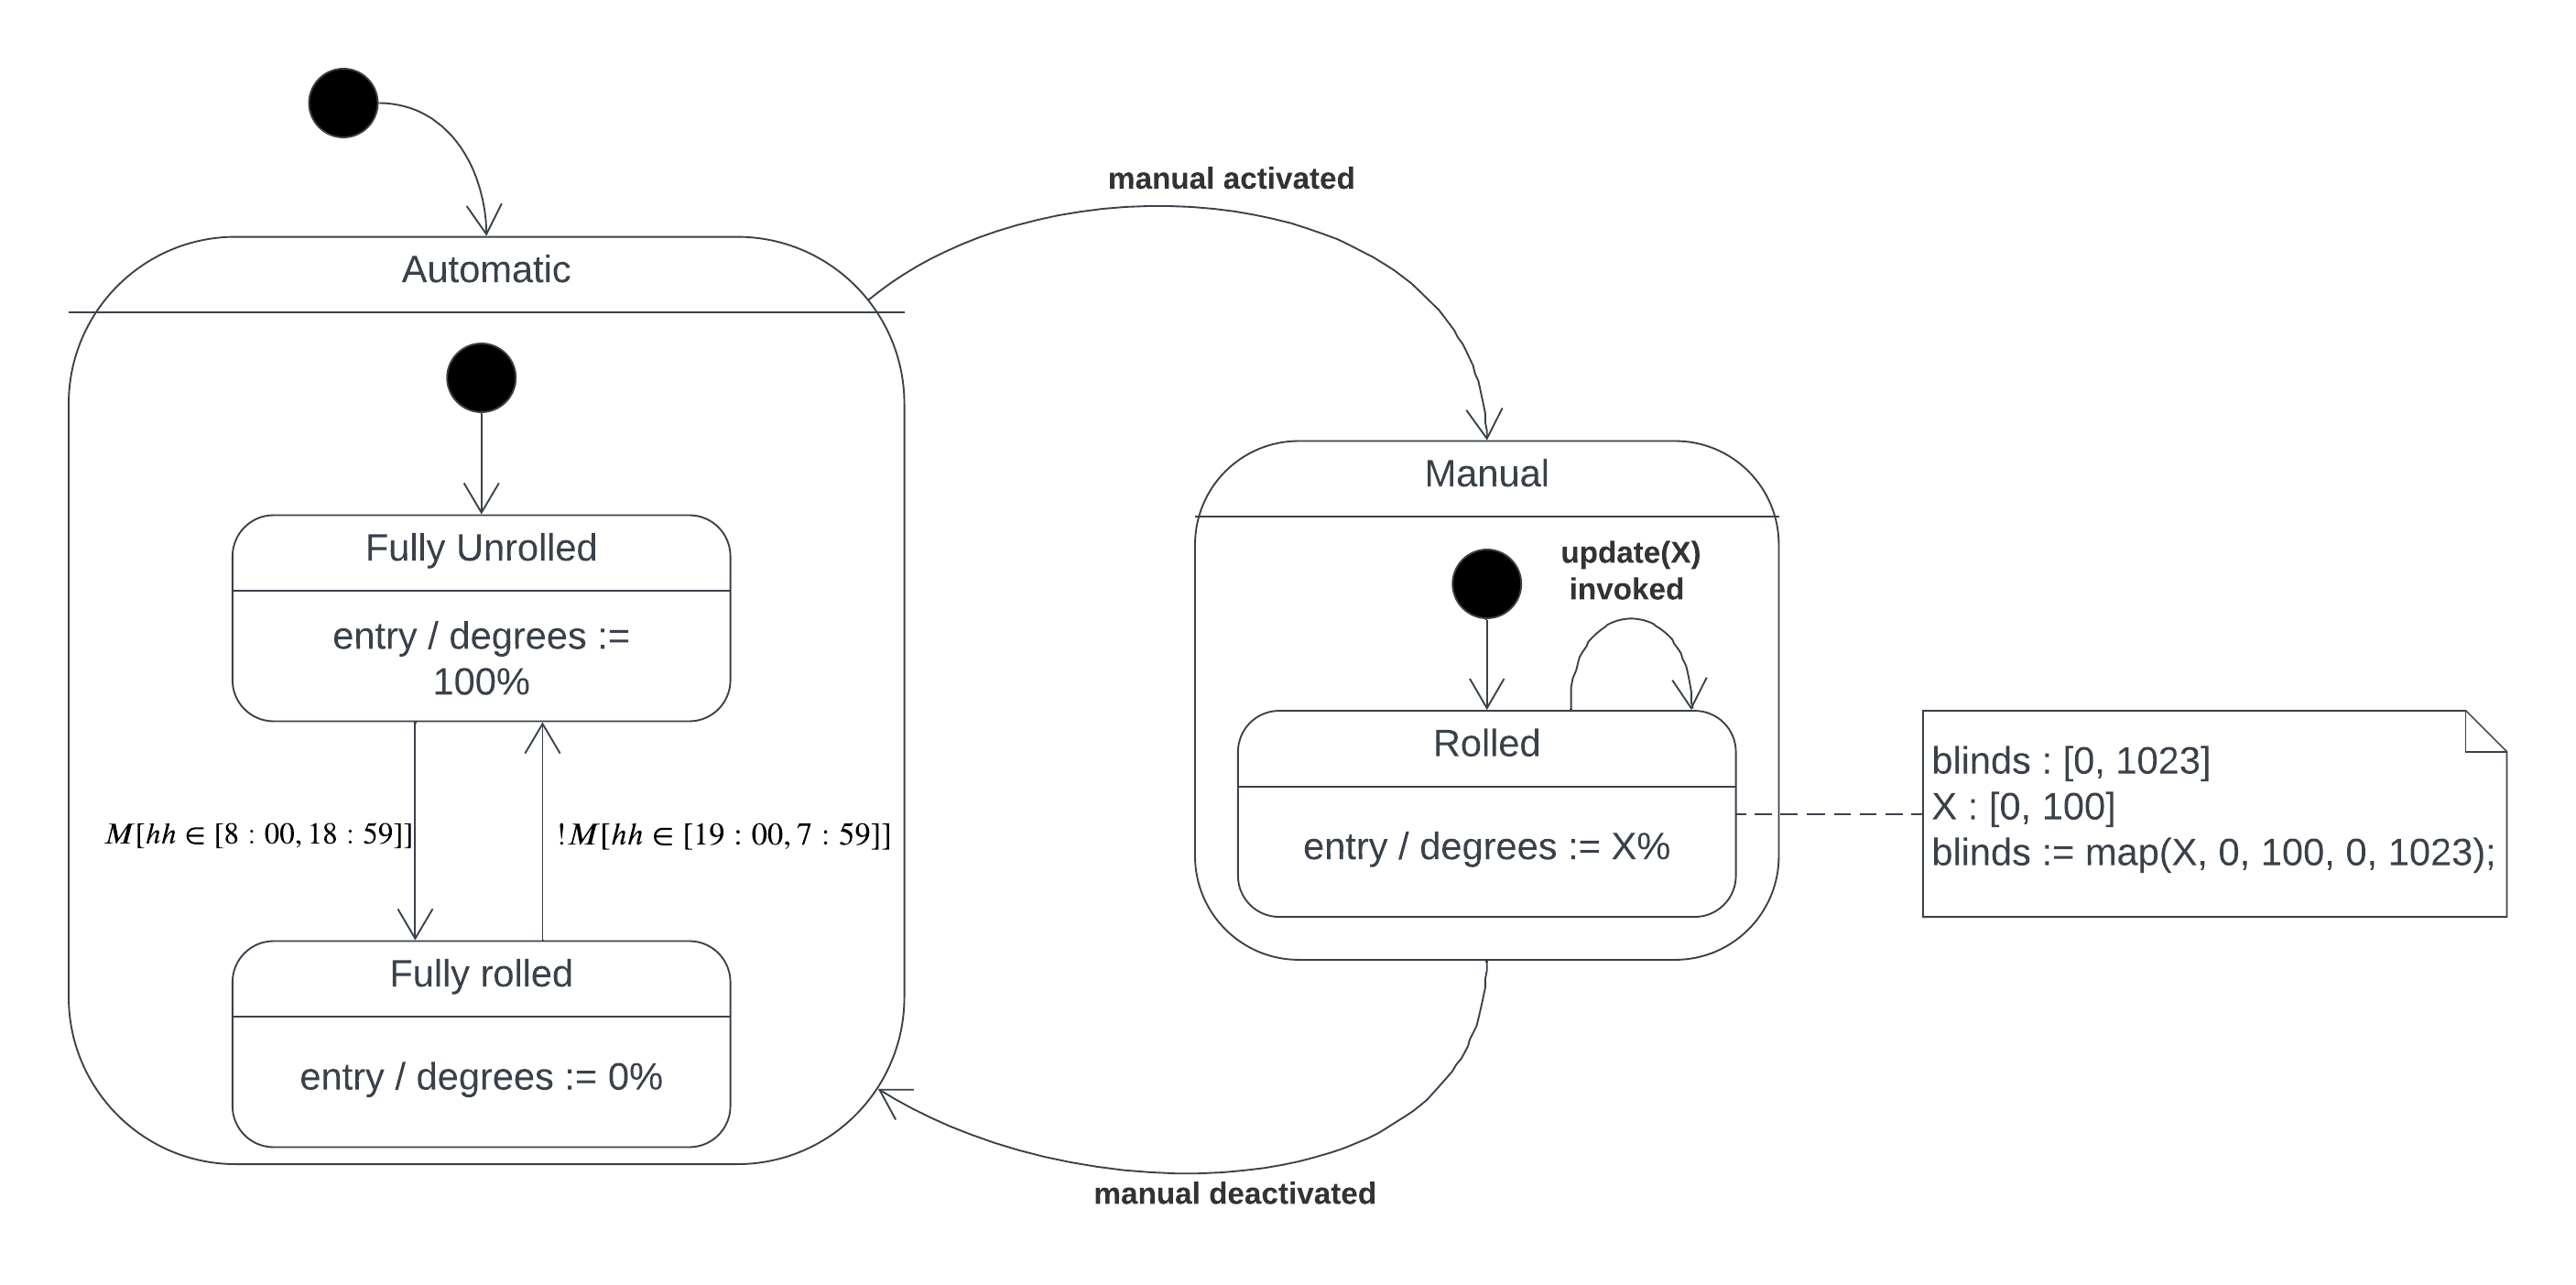 manual activated
Automatic
Fully Unrolled
entry / degrees :=
100%
M[hh ∈ [8 : 00, 18 : 59]]
!M[hh ∈ [19 : 00, 7 : 59]]
Fully rolled
entry / degrees := 0%
Manual
update(X)
invoked
Rolled
entry / degrees := X%
blinds : [0, 1023]
X : [0, 100]
blinds := map(X, 0, 100, 0, 1023);
manual deactivated